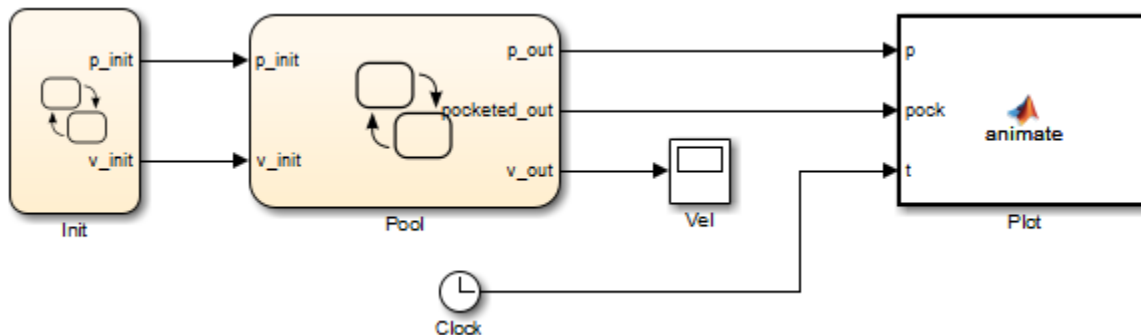 p_init
v_init
Init
p_init
v_init
p_out
pocketed_out
v_out
Pool
Vel
Clock
p
pock
t
animate
Plot